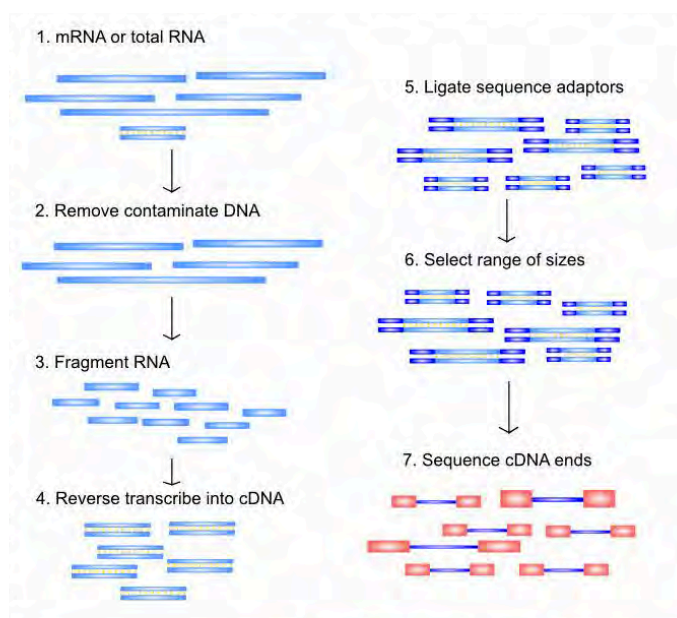 1. mRNA or total RNA
2. Remove contaminate DNA
3. Fragment RNA
4. Reverse transcribe into cDNA
5. Ligate sequence adaptors
6. Select range of sizes
7. Sequence cDNA ends